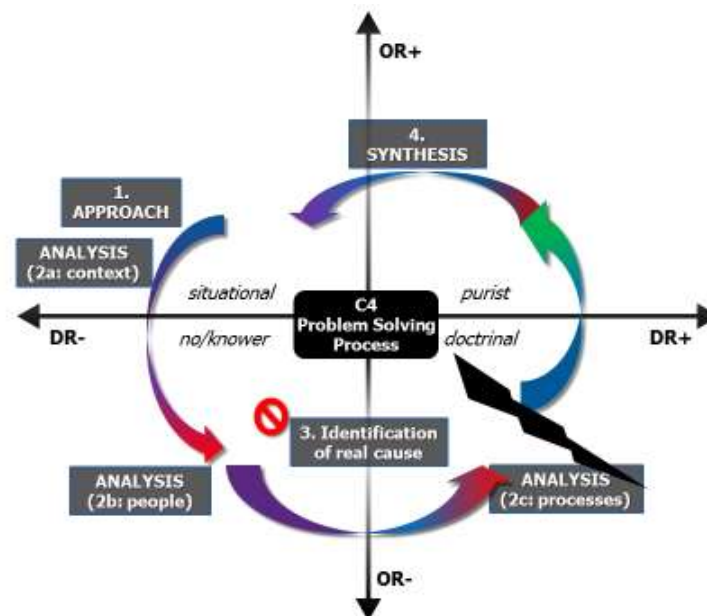 OR+
4.
SYNTHESIS
1.
APPROACH
ANALYSIS
(2a: context)
situational
purist
C4
Problem Solving
Process
DR-
DR+
no/knower
doctrinal
3. Identification
of real cause
ANALYSIS
(2b: people)
ANALYSIS
(2c: processes)
OR-